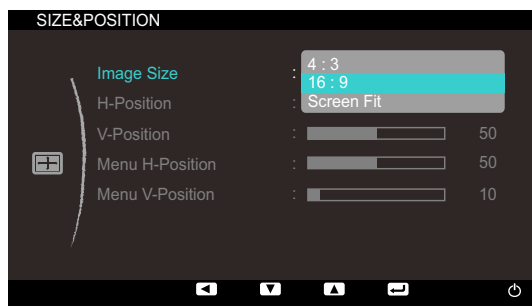 SIZE&POSITION
Image Size : 4 : 3
16 : 9
H-Position : Screen Fit
V-Position : 50
Menu H-Position : 50
Menu V-Position : 10